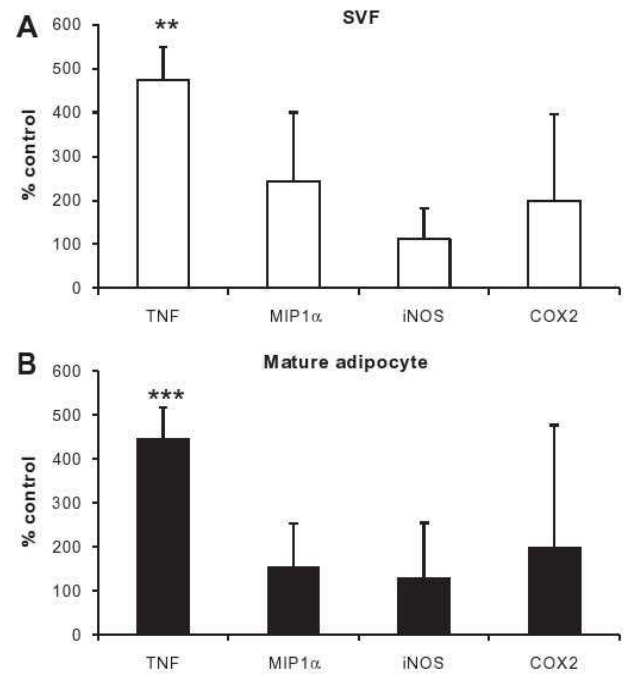 A
SVF
**
600
500
400
300
200
100
0
% control
TNF MIP1α iNOS COX2
B
Mature adipocyte
***
600
500
400
300
200
100
0
% control
TNF MIP1α iNOS COX2